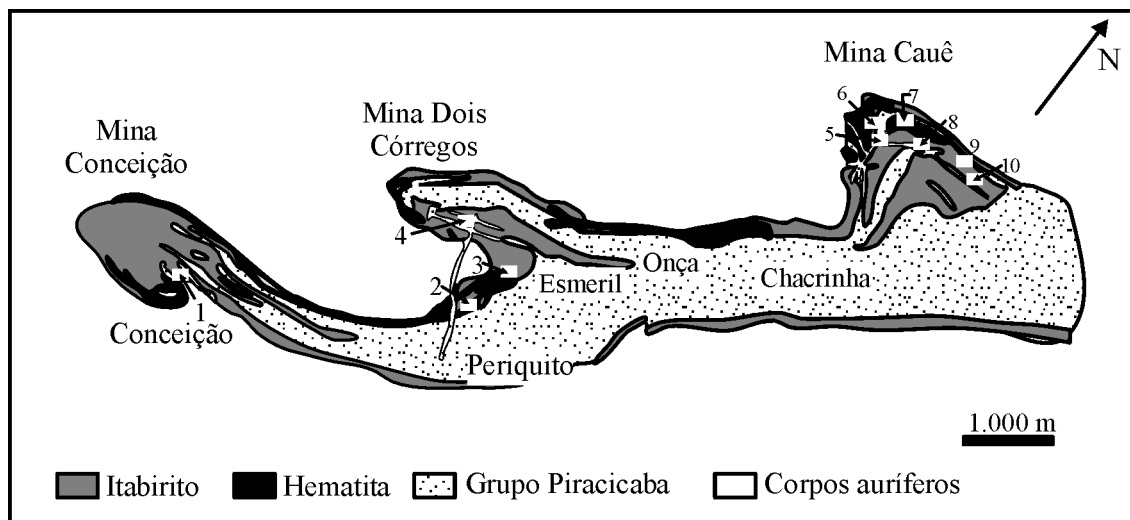 Mina Cauê
N
6
7
Mina Dois
Córregos
8
5
Mina
Conceição
9
10
4
3
Onça
Esmeril
Chacrinha
2
1
Conceição
Periquito
1.000 m
Itabirito
Hematita
Grupo Piracicaba
Corpos auríferos